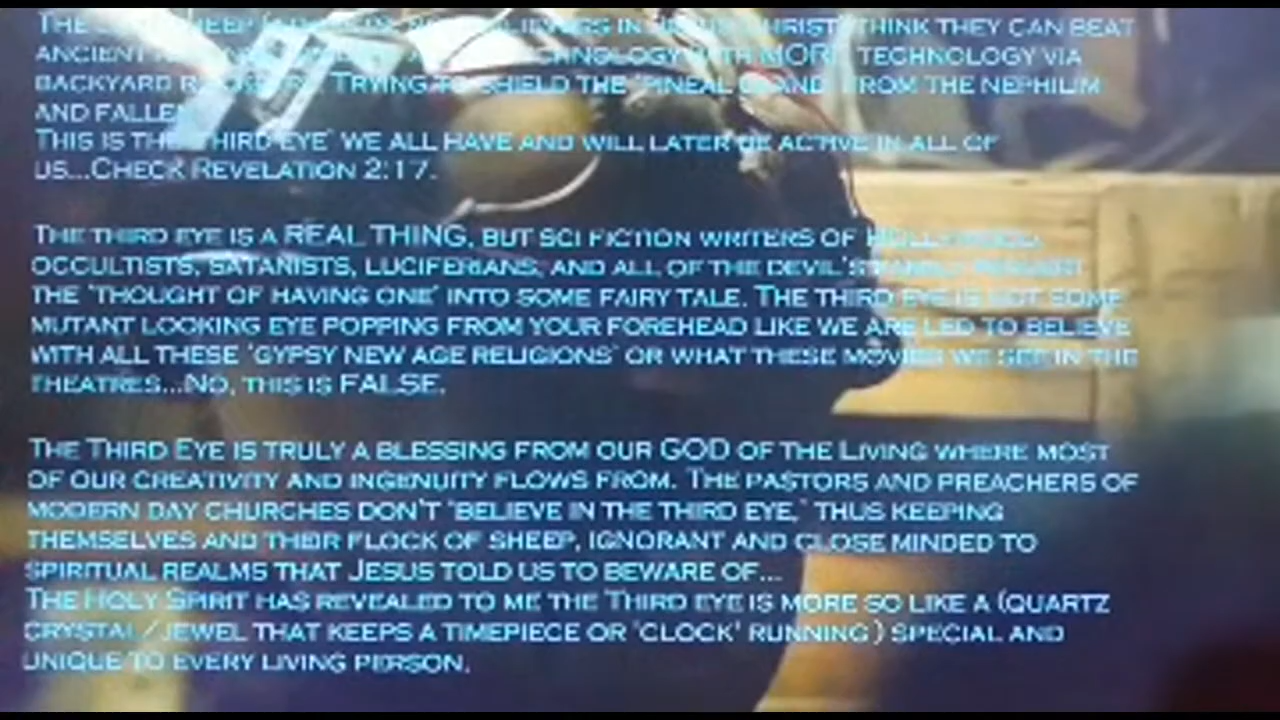 THE IN CHRIST THINK THEY CAN BEAT
ANCIENT TECHNOLOGY WITH MORE TECHNOLOGY VIA
BACKYARD TRYING TO SHIELD THE "PINEAL GLAND" FROM THE NEPHILIM
AND FALLEN
THIS IS THE "THIRD EYE" WE ALL HAVE AND WILL LATER BE ACTIVE IN ALL OF
US...CHECK REVELATION 2:17.
THE THIRD EYE IS A REAL THING, BUT SCI FICTION WRITERS OF HOLLYWOOD,
OCCULTISTS, SATANISTS, LUCIFERIANS, AND ALL OF THE DEVIL'S
THE "THOUGHT OF HAVING ONE" INTO SOME FAIRY TALE. THE THIRD EYE IS NOT SOME
MUTANT LOOKING EYE POPPING FROM YOUR FOREHEAD LIKE WE ARE LED TO BELIEVE
WITH ALL THESE "GYPSY NEW AGE RELIGIONS" OR WHAT THESE MOVIES WE SEE IN THE
THEATRES...NO, THIS IS FALSE.
THE THIRD EYE IS TRULY A BLESSING FROM OUR GOD OF THE LIVING WHERE MOST
OF OUR CREATIVITY AND INGENUITY FLOWS FROM. THE PASTORS AND PREACHERS OF
MODERN DAY CHURCHES DON'T "BELIEVE IN THE THIRD EYE," THUS KEEPING
THEMSELVES AND THEIR FLOCK OF SHEEP, IGNORANT AND CLOSE MINDED TO
SPIRITUAL REALMS THAT JESUS TOLD US TO BEWARE OF...
THE HOLY SPIRIT HAS REVEALED TO ME THE THIRD EYE IS MORE SO LIKE A (QUARTZ
CRYSTAL/JEWEL THAT KEEPS A TIMEPIECE OR "CLOCK" RUNNING) SPECIAL AND
UNIQUE TO EVERY LIVING PERSON.